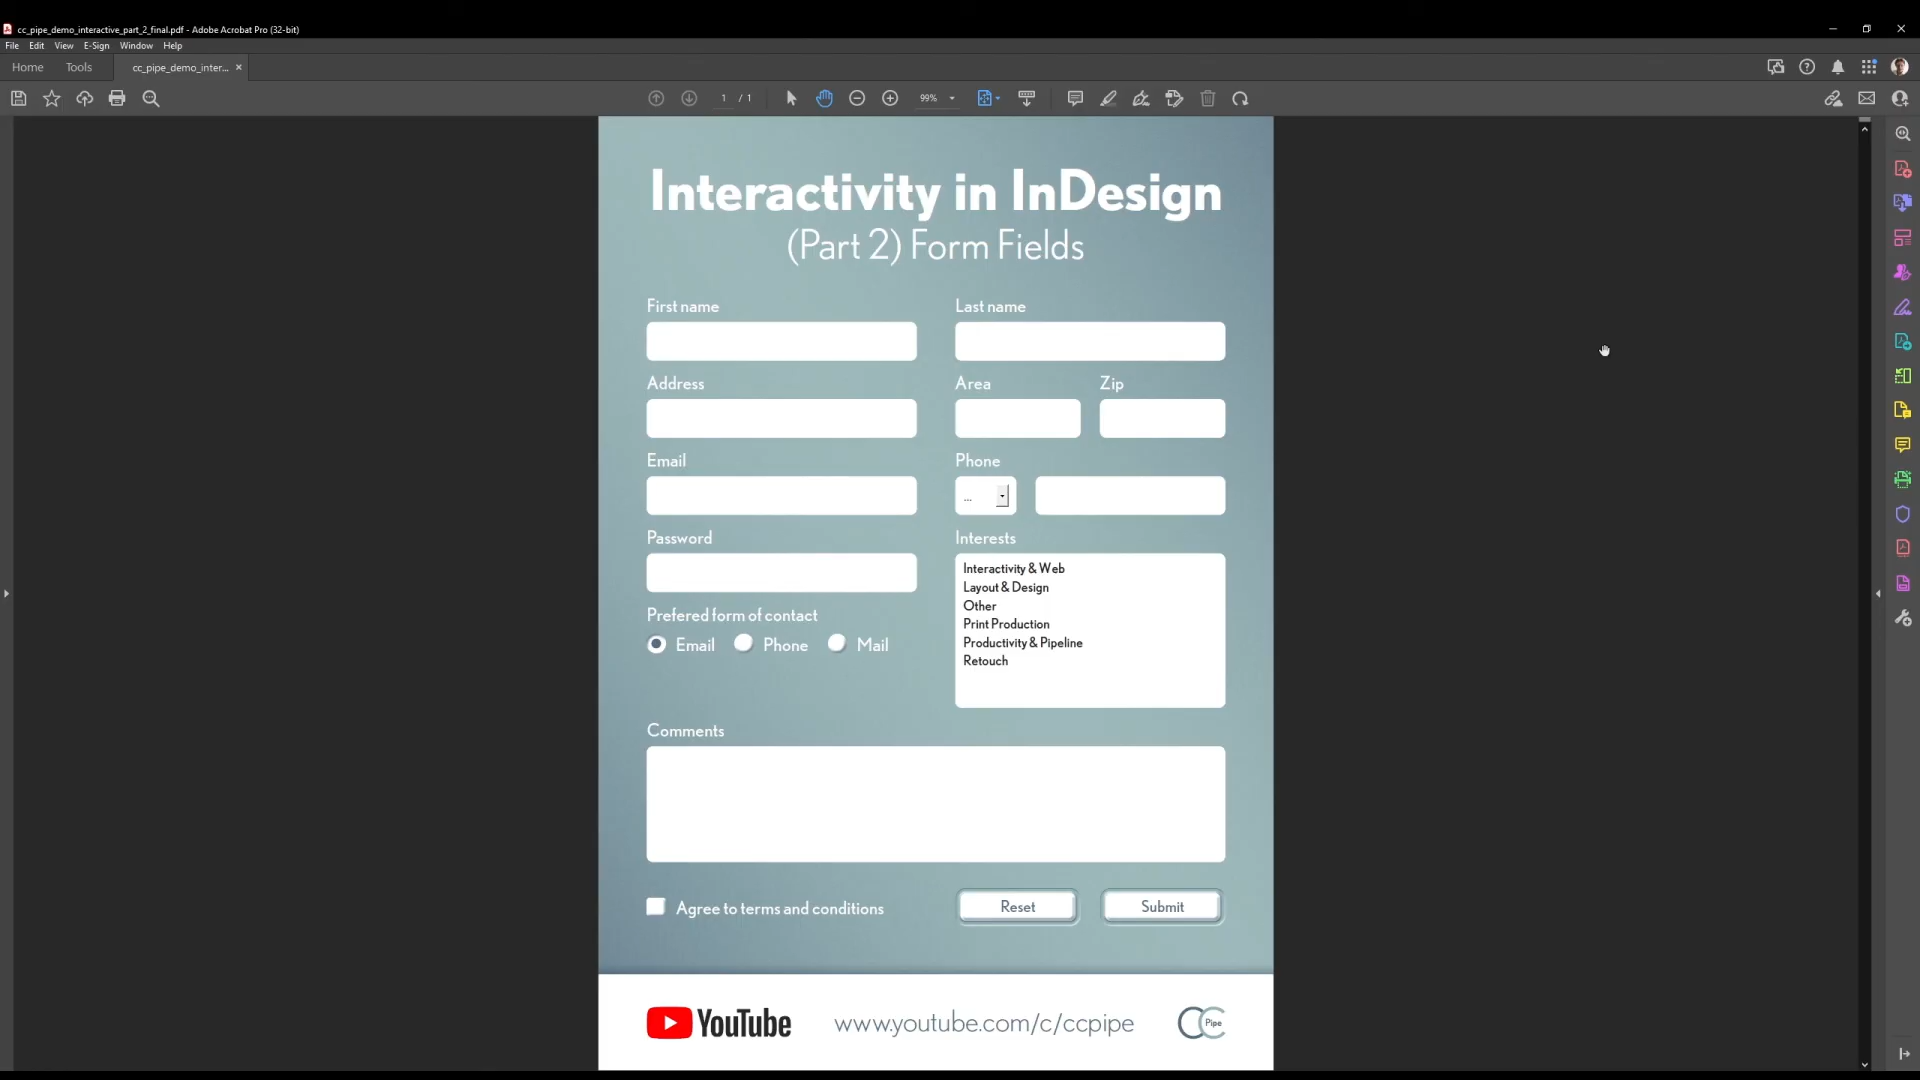 cc_pipe_demo_interactive_part_2_final.pdf - Adobe Acrobat Pro (32-bit)
File Edit View E-Sign Window Help
Home Tools cc_pipe_demo_inter... ×
1 / 1 99%
Interactivity in InDesign
(Part 2) Form Fields
First name Last name
Address Area Zip
Email Phone
...
Password Interests
Interactivity & Web
Layout & Design
Other
Print Production
Productivity & Pipeline
Retouch
Prefered form of contact
Email Phone Mail
Comments
Agree to terms and conditions Reset Submit
YouTube www.youtube.com/c/ccpipe CC Pipe